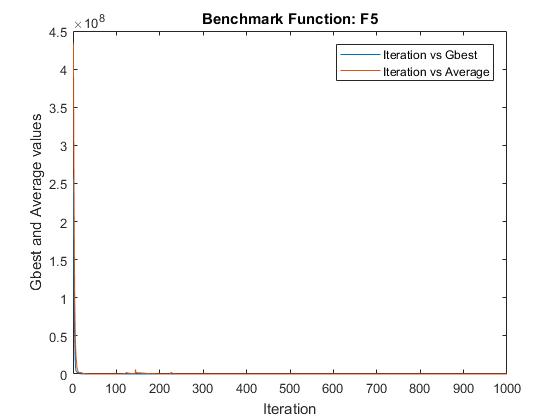 Benchmark Function: F5
×10⁸
4.5
4
3.5
3
2.5
2
1.5
1
0.5
0
Gbest and Average values
Iteration vs Gbest
Iteration vs Average
0 100 200 300 400 500 600 700 800 900 1000
Iteration